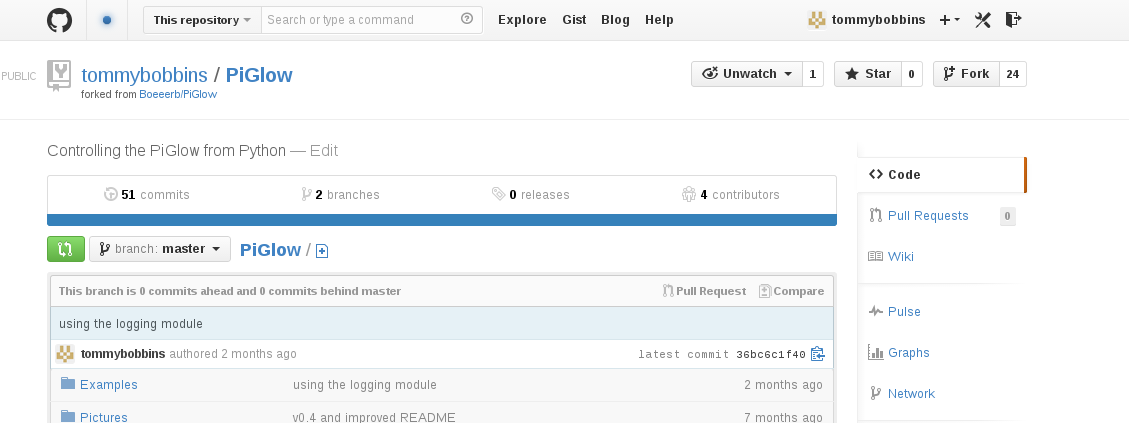 This repository Search or type a command Explore Gist Blog Help tommybobbins
PUBLIC tommybobbins / PiGlow Unwatch 1 Star 0 Fork 24
forked from Boeeerb/PiGlow
Controlling the PiGlow from Python — Edit
51 commits 2 branches 0 releases 4 contributors
branch: master PiGlow /
This branch is 0 commits ahead and 0 commits behind master Pull Request Compare
using the logging module
tommybobbins authored 2 months ago latest commit 36bc6c1f40
Examples using the logging module 2 months ago
Pictures v0.4 and improved README 7 months ago
Code
Pull Requests 0
Wiki
Pulse
Graphs
Network